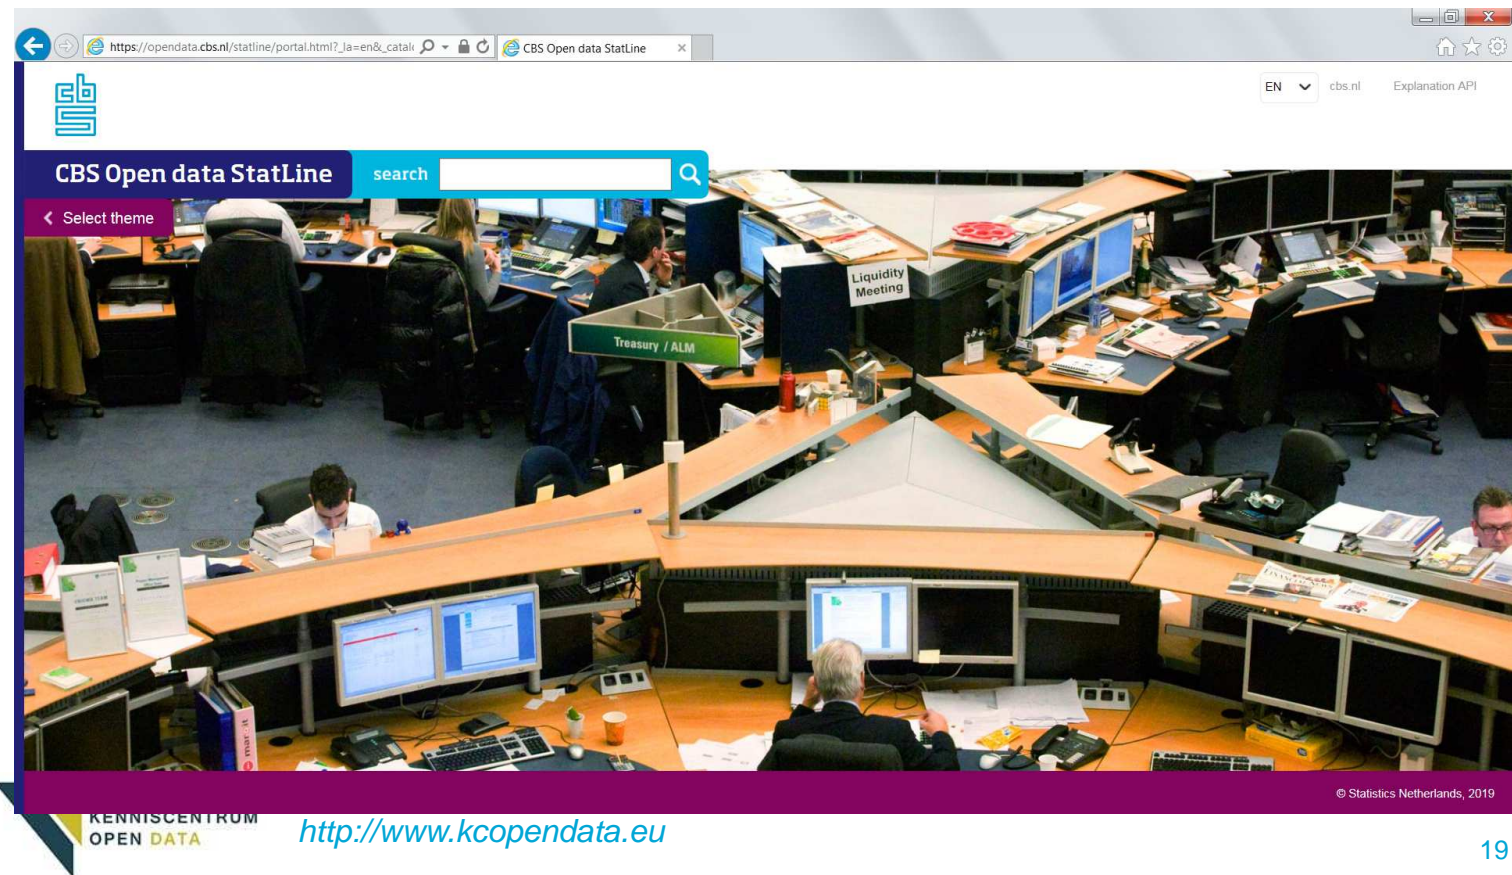 https://opendata.cbs.nl/statline/portal.html?_la=en&_catalo
CBS Open data StatLine
EN
cbs.nl
Explanation API
CBS Open data StatLine
search
Select theme
Liquidity
Meeting
Treasury / ALM
© Statistics Netherlands, 2019
KENNISCENTRUM
OPEN DATA
http://www.kcopendata.eu
19